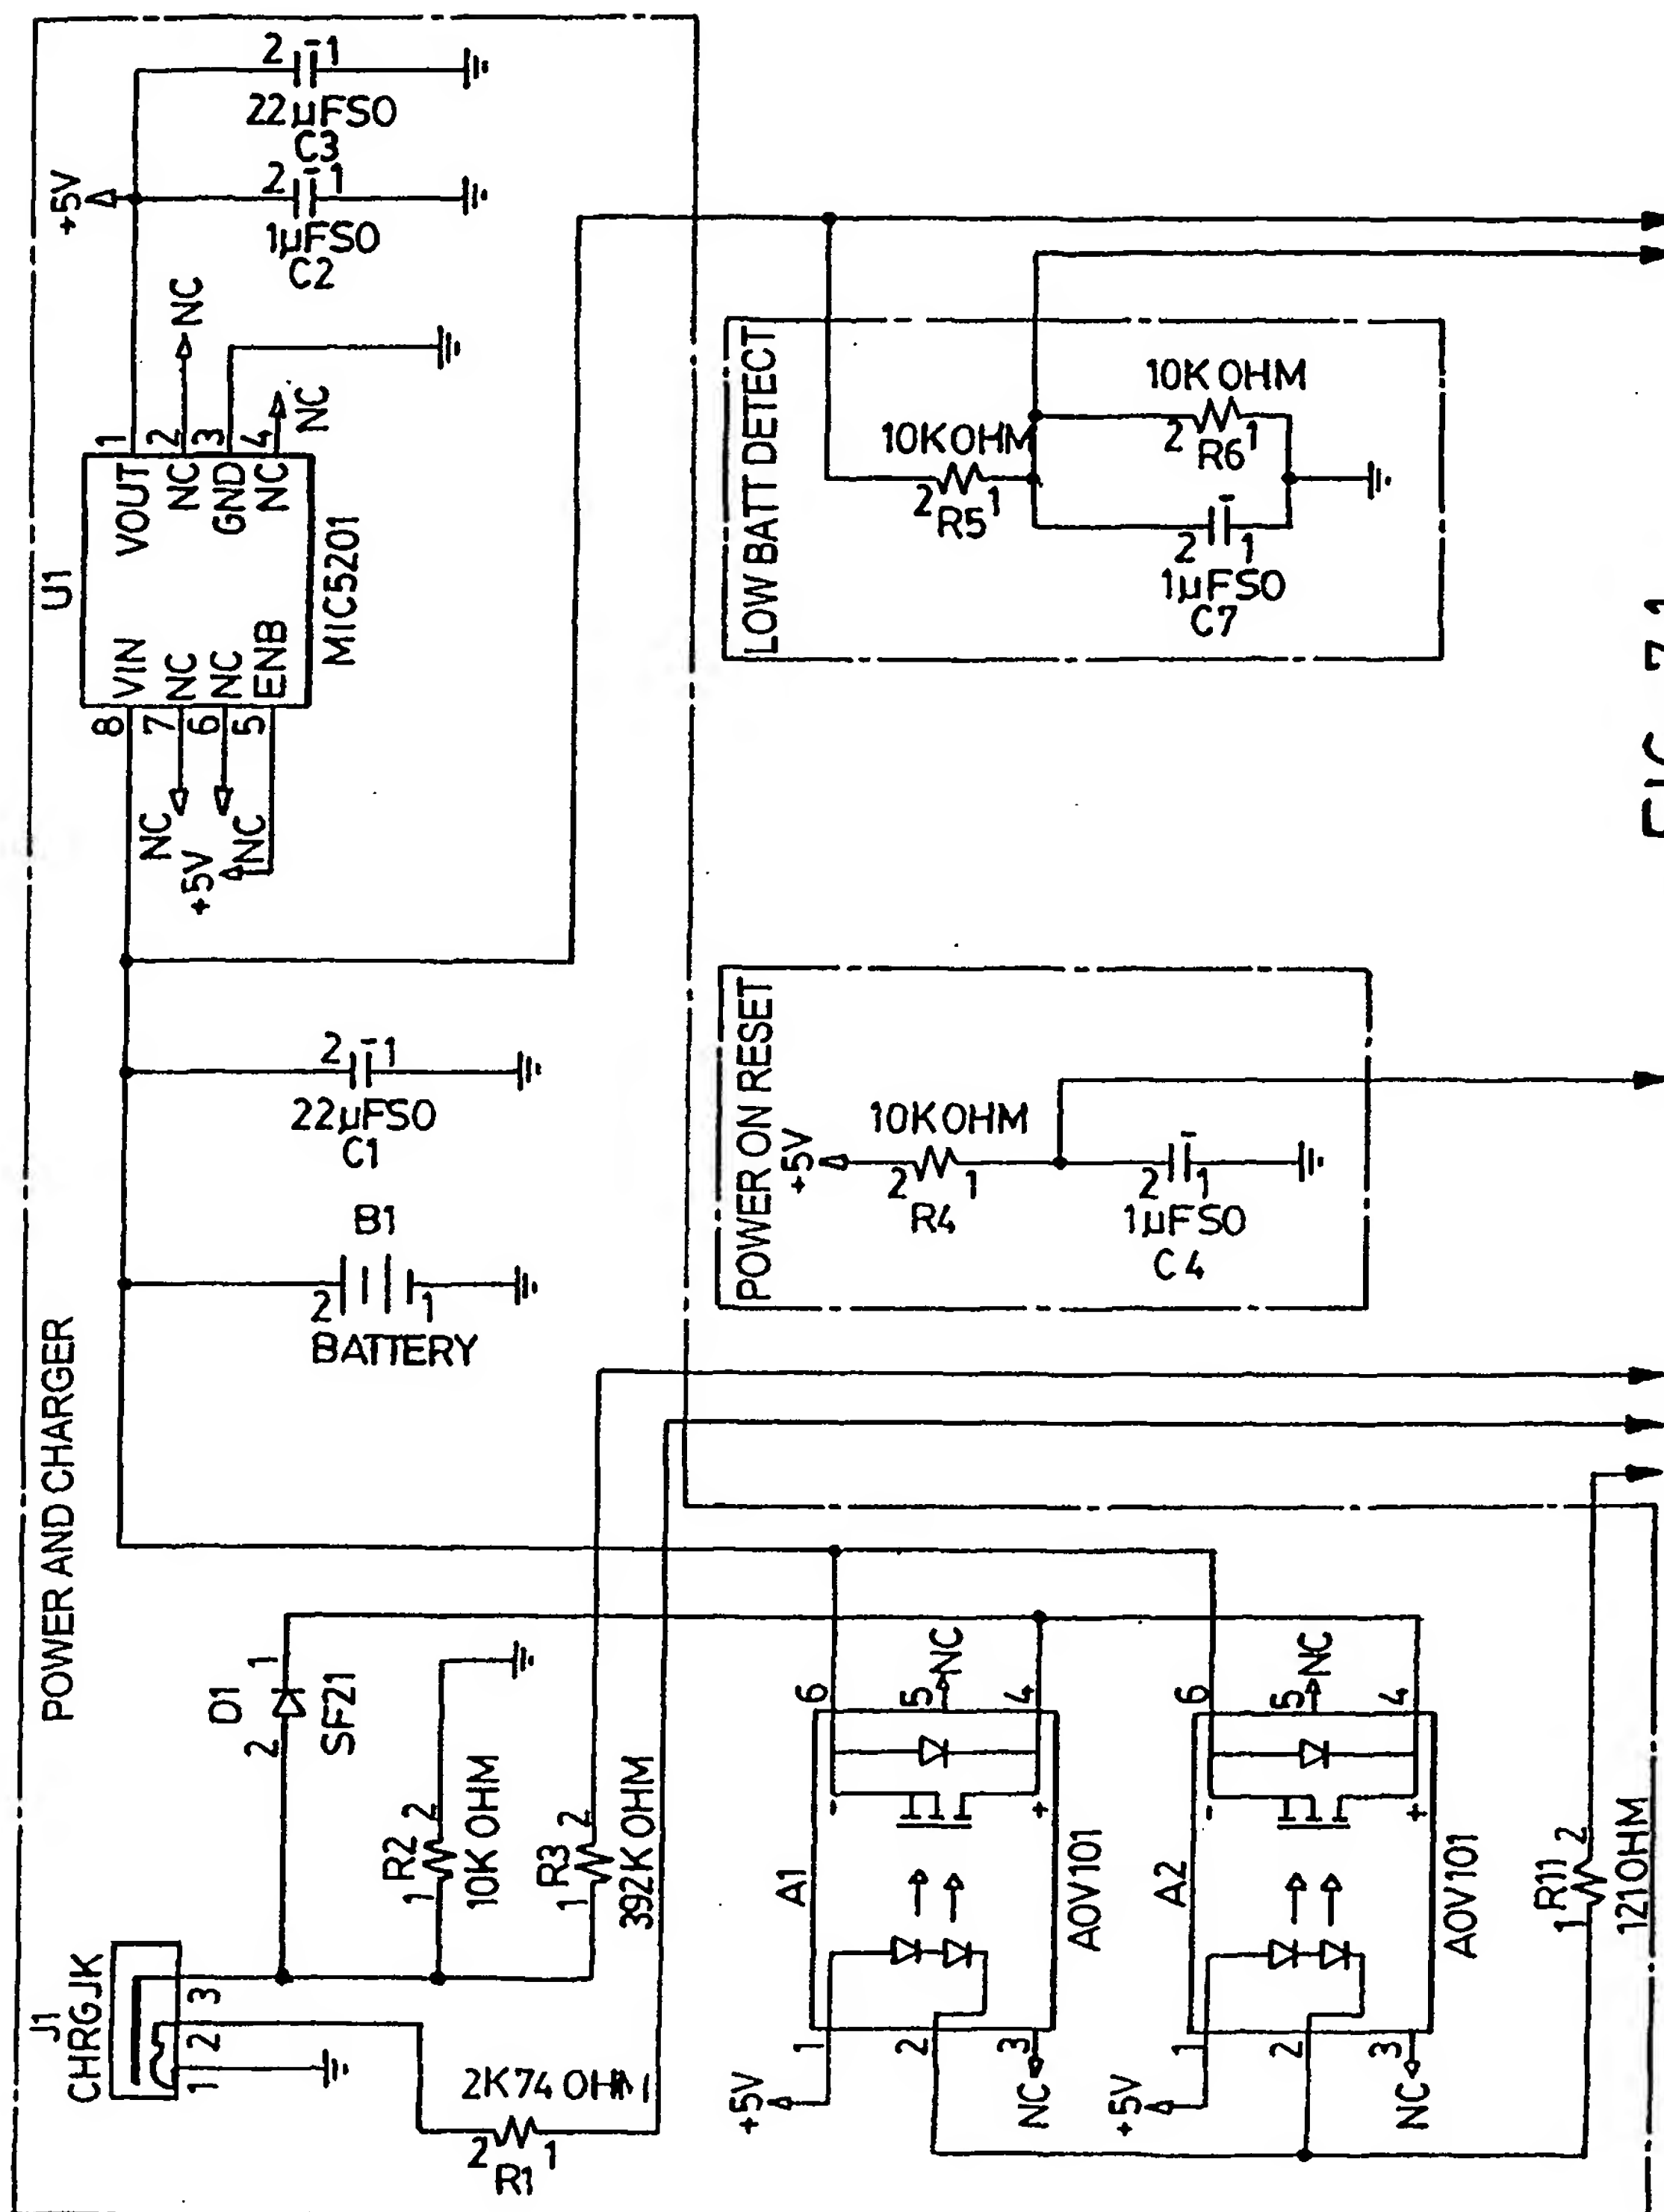 POWER AND CHARGER
J1
CHRGJK
1
2
3
D1
2
1
SF21
1
R2
2
10K OHM
1
R3
2
392K OHM
2K74 OHM
2
1
R1
B1
2
1
BATTERY
2
1
22µFSO
C1
U1
8
VIN
VOUT
1
7
NC
NC
2
6
NC
GND
3
5
ENB
NC
4
MIC5201
NC
NC
+5V
NC
NC
+5V
2
1
1µFSO
C2
2
1
22µFSO
C3
POWER ON RESET
+5V
10K OHM
2
1
R4
2
1
1µFSO
C4
LOW BATT DETECT
10K OHM
2
R5
1
10K OHM
2
R6
1
2
1
1µFSO
C7
A1
+5V
1
2
3
NC
6
5
NC
4
-
+
AOV101
A2
+5V
1
2
3
NC
6
5
NC
4
-
+
AOV101
1
R11
2
121 OHM